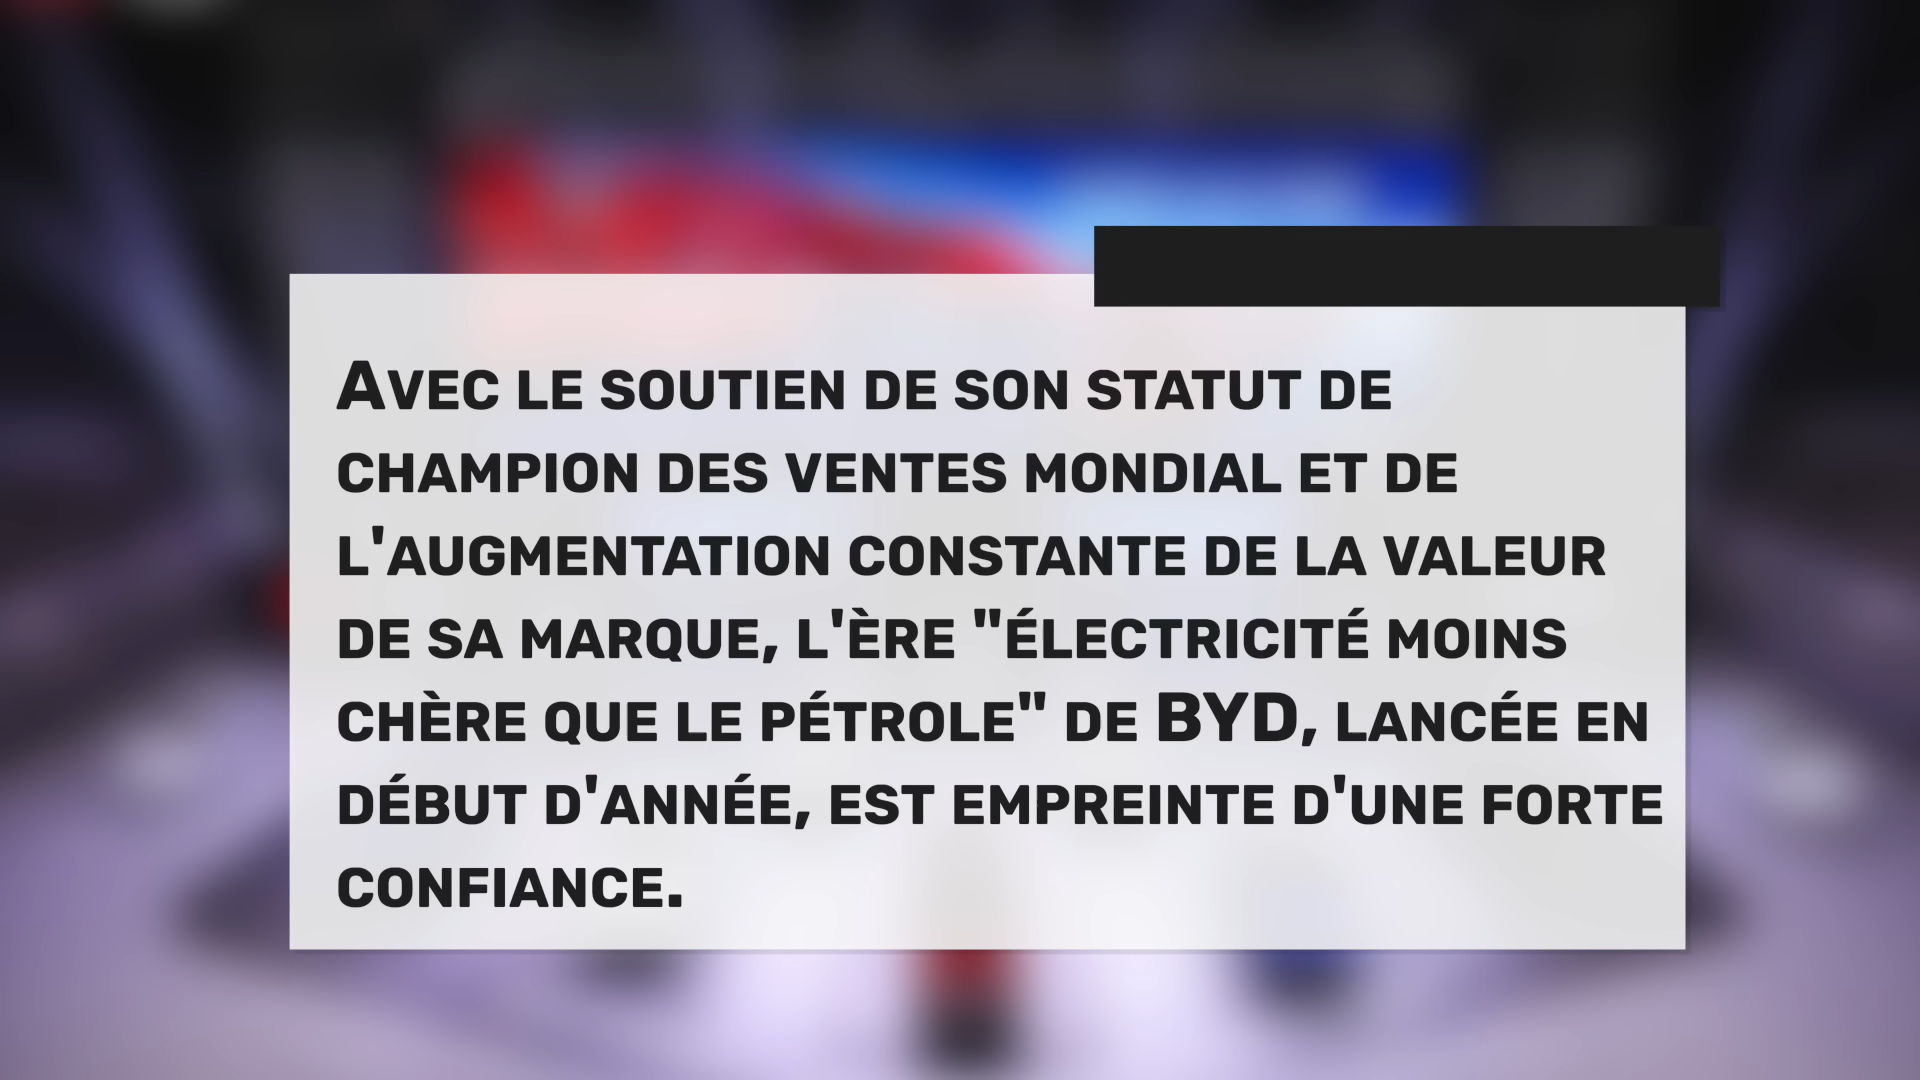 Avec le soutien de son statut de
champion des ventes mondial et de
l'augmentation constante de la valeur
de sa marque, l'ère "électricité moins
chère que le pétrole" de BYD, lancée en
début d'année, est empreinte d'une forte
confiance.